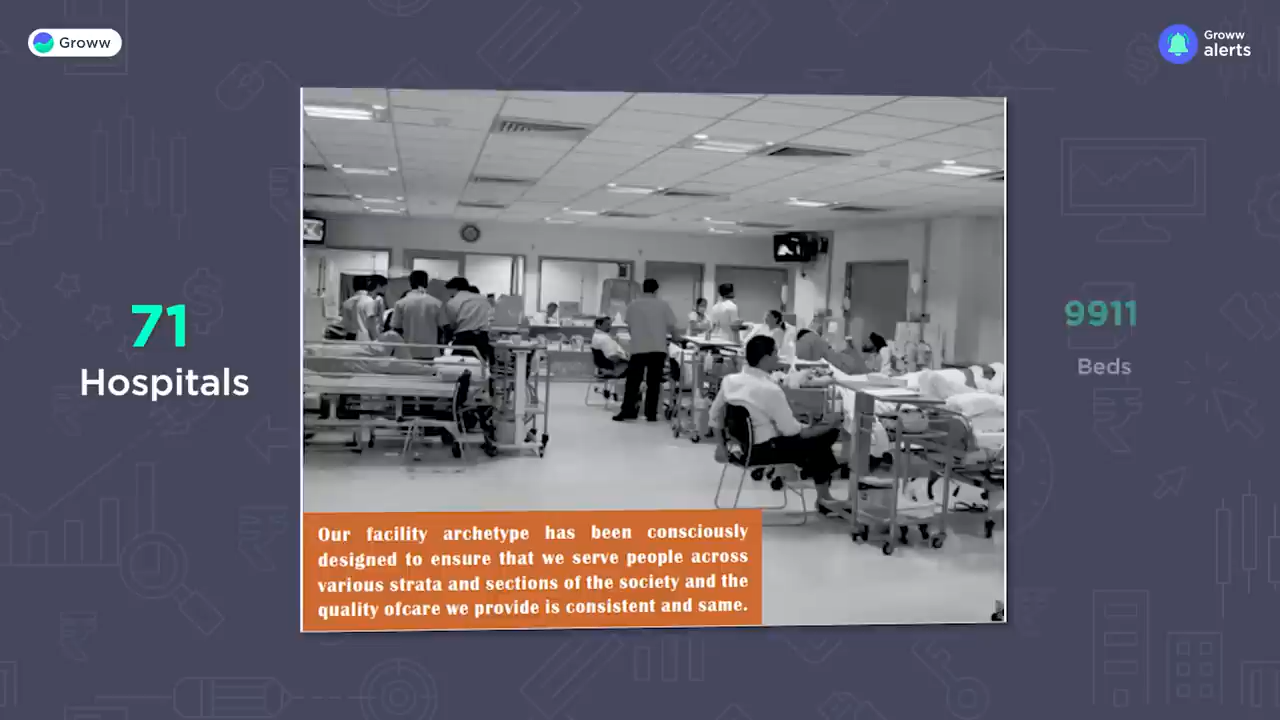 Groww
Groww
alerts
71
Hospitals
9911
Beds
Our facility archetype has been consciously
designed to ensure that we serve people across
various strata and sections of the society and the
quality ofcare we provide is consistent and same.